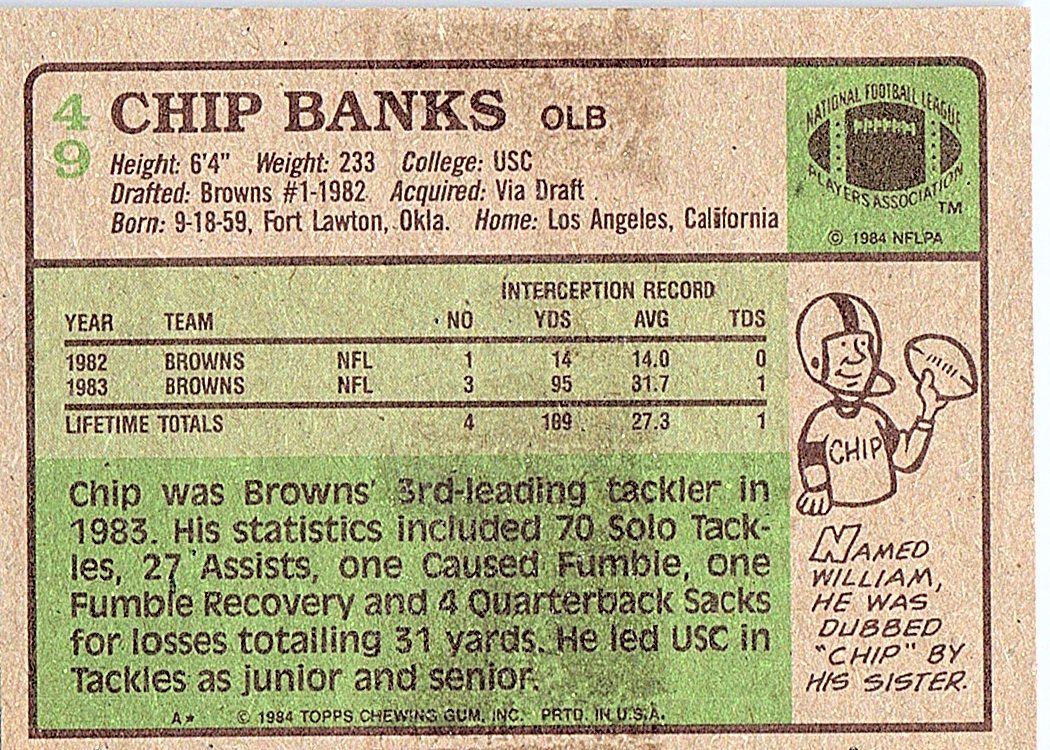 49
CHIP BANKS OLB
Height: 6'4" Weight: 233 College: USC
Drafted: Browns #1-1982 Acquired: Via Draft
Born: 9-18-59, Fort Lawton, Okla. Home: Los Angeles, California
NATIONAL FOOTBALL LEAGUE
PLAYERS ASSOCIATION
TM
© 1984 NFLPA
INTERCEPTION RECORD
YEAR TEAM NO YDS AVG TDS
1982 BROWNS NFL 1 14 14.0 0
1983 BROWNS NFL 3 95 31.7 1
LIFETIME TOTALS 4 109 27.3 1
Chip was Browns' 3rd-leading tackler in
1983. His statistics included 70 Solo Tack-
les, 27 Assists, one Caused Fumble, one
Fumble Recovery and 4 Quarterback Sacks
for losses totalling 31 yards. He led USC in
Tackles as junior and senior.
CHIP
NAMED
WILLIAM,
HE WAS
DUBBED
"CHIP" BY
HIS SISTER.
A* © 1984 TOPPS CHEWING GUM, INC. PRTD. IN U.S.A.